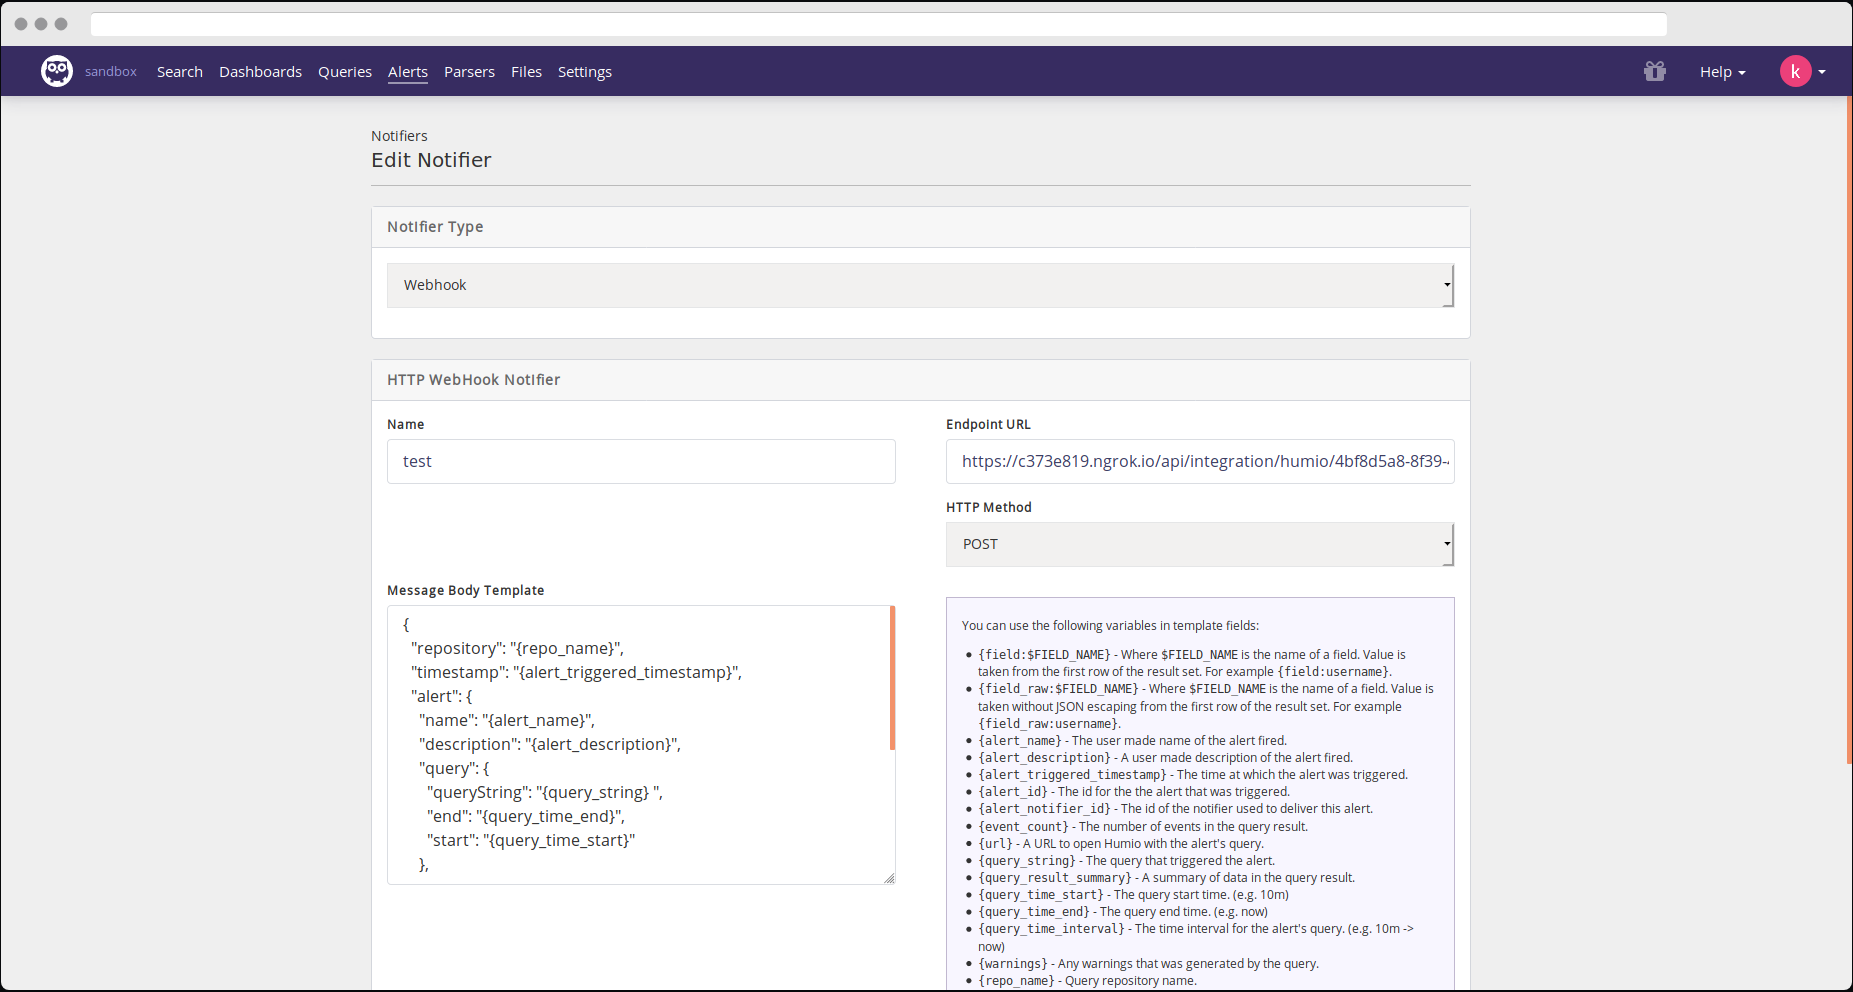 sandbox Search Dashboards Queries Alerts Parsers Files Settings Help k
Notifiers
Edit Notifier
Notifier Type
Webhook
HTTP WebHook Notifier
Name
test
Endpoint URL
https://c373e819.ngrok.io/api/integration/humio/4bf8d5a8-8f39-
HTTP Method
POST
Message Body Template
{
"repository": "{repo_name}",
"timestamp": "{alert_triggered_timestamp}",
"alert": {
"name": "{alert_name}",
"description": "{alert_description}",
"query": {
"queryString": "{query_string} ",
"end": "{query_time_end}",
"start": "{query_time_start}"
},
You can use the following variables in template fields:
• {field:$FIELD_NAME} - Where $FIELD_NAME is the name of a field. Value is
taken from the first row of the result set. For example {field:username}.
• {field_raw:$FIELD_NAME} - Where $FIELD_NAME is the name of a field. Value is
taken without JSON escaping from the first row of the result set. For example
{field_raw:username}.
• {alert_name} - The user made name of the alert fired.
• {alert_description} - A user made description of the alert fired.
• {alert_triggered_timestamp} - The time at which the alert was triggered.
• {alert_id} - The id for the the alert that was triggered.
• {alert_notifier_id} - The id of the notifier used to deliver this alert.
• {event_count} - The number of events in the query result.
• {url} - A URL to open Humio with the alert's query.
• {query_string} - The query that triggered the alert.
• {query_result_summary} - A summary of data in the query result.
• {query_time_start} - The query start time. (e.g. 10m)
• {query_time_end} - The query end time. (e.g. now)
• {query_time_interval} - The time interval for the alert's query. (e.g. 10m ->
now)
• {warnings} - Any warnings that was generated by the query.
• {repo_name} - Query repository name.